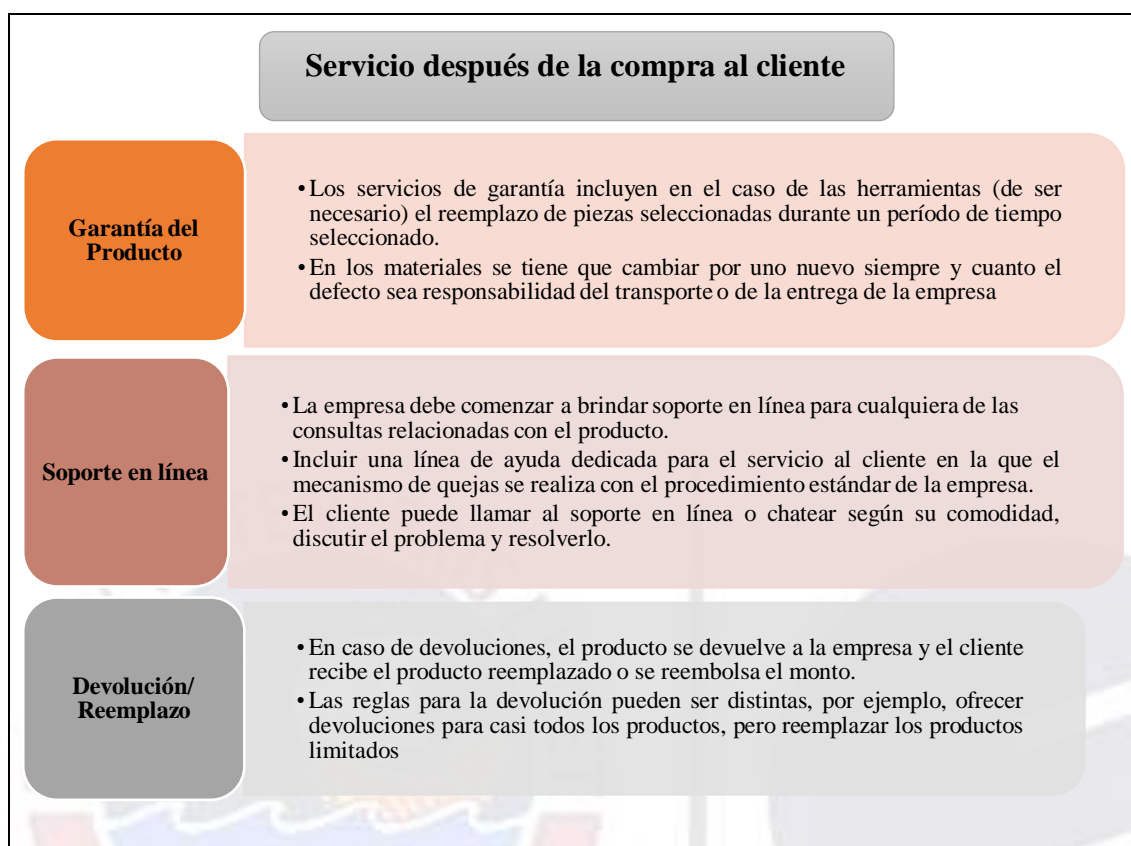 Servicio después de la compra al cliente
Garantía del
Producto
•Los servicios de garantía incluyen en el caso de las herramientas (de ser
necesario) el reemplazo de piezas seleccionadas durante un período de tiempo
seleccionado.
•En los materiales se tiene que cambiar por uno nuevo siempre y cuanto el
defecto sea responsabilidad del transporte o de la entrega de la empresa
Soporte en línea
•La empresa debe comenzar a brindar soporte en línea para cualquiera de las
consultas relacionadas con el producto.
•Incluir una línea de ayuda dedicada para el servicio al cliente en la que el
mecanismo de quejas se realiza con el procedimiento estándar de la empresa.
•El cliente puede llamar al soporte en línea o chatear según su comodidad,
discutir el problema y resolverlo.
Devolución/
Reemplazo
•En caso de devoluciones, el producto se devuelve a la empresa y el cliente
recibe el producto reemplazado o se reembolsa el monto.
•Las reglas para la devolución pueden ser distintas, por ejemplo, ofrecer
devoluciones para casi todos los productos, pero reemplazar los productos
limitados